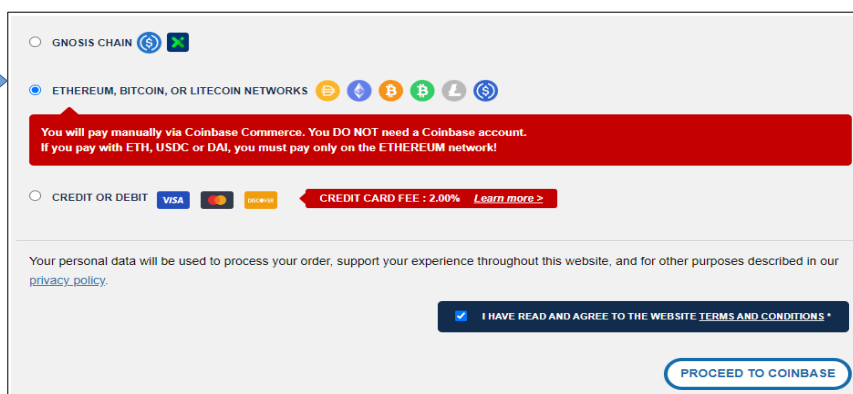 GNOSIS CHAIN
ETHEREUM, BITCOIN, OR LITECOIN NETWORKS
You will pay manually via Coinbase Commerce. You DO NOT need a Coinbase account.
If you pay with ETH, USDC or DAI, you must pay only on the ETHEREUM network!
CREDIT OR DEBIT VISA DISCOVER CREDIT CARD FEE : 2.00% Learn more >
Your personal data will be used to process your order, support your experience throughout this website, and for other purposes described in our
privacy policy.
I HAVE READ AND AGREE TO THE WEBSITE TERMS AND CONDITIONS *
PROCEED TO COINBASE